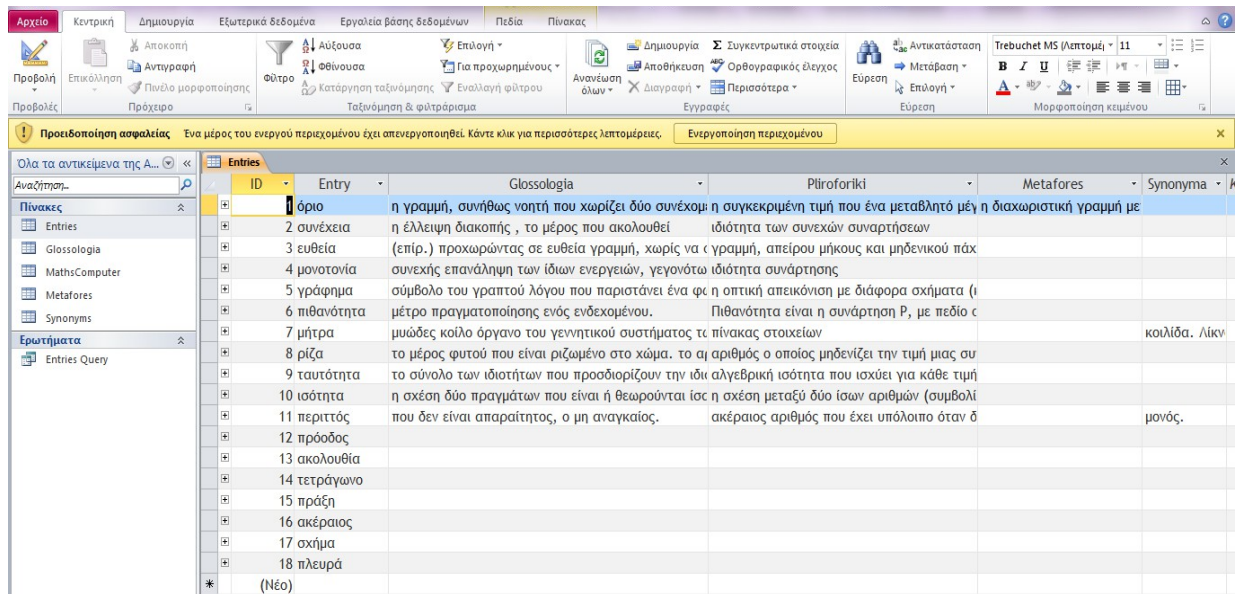 Αρχείο Κεντρική Δημιουργία Εξωτερικά δεδομένα Εργαλεία βάσης δεδομένων Πεδία Πίνακας
Προβολή
Προβολές
Επικόλληση
Αποκοπή
Αντιγραφή
Πινέλο μορφοποίησης
Πρόχειρο
Φίλτρο
Αύξουσα
Φθίνουσα
Κατάργηση ταξινόμησης
Επιλογή
Για προχωρημένους
Εναλλαγή φίλτρου
Ταξινόμηση & φιλτράρισμα
Ανανέωση
όλων
Δημιουργία
Αποθήκευση
Διαγραφή
Συγκεντρωτικά στοιχεία
Ορθογραφικός έλεγχος
Περισσότερα
Εγγραφές
Εύρεση
Αντικατάσταση
Μετάβαση
Επιλογή
Εύρεση
Trebuchet MS (Λεπτομέ 11
B I U
Μορφοποίηση κειμένου
Προειδοποίηση ασφαλείας Ένα μέρος του ενεργού περιεχομένου έχει απενεργοποιηθεί. Κάντε κλικ για περισσότερες λεπτομέρειες. Ενεργοποίηση περιεχομένου
Όλα τα αντικείμενα της Α...
Αναζήτηση...
Πίνακες
Entries
Glossologia
MathsComputer
Metafores
Synonyms
Ερωτήματα
Entries Query
Entries
ID Entry Glossologia Pliroforiki Metafores Synonyma
1 όριο η γραμμή, συνήθως νοητή που χωρίζει δύο συνέχομ η συγκεκριμένη τιμή που ένα μεταβλητό μέγ η διαχωριστική γραμμή με
2 συνέχεια η έλλειψη διακοπής , το μέρος που ακολουθεί ιδιότητα των συνεχών συναρτήσεων
3 ευθεία (επίρ.) προχωρώντας σε ευθεία γραμμή, χωρίς να γραμμή, απείρου μήκους και μηδενικού πάχ
4 μονοτονία συνεχής επανάληψη των ίδιων ενεργειών, γεγονότω ιδιότητα συνάρτησης
5 γράφημα σύμβολο του γραπτού λόγου που παριστάνει ένα φα η οπτική απεικόνιση με διάφορα σχήματα (ι
6 πιθανότητα μέτρο πραγματοποίησης ενός ενδεχομένου. Πιθανότητα είναι η συνάρτηση P, με πεδίο ο
7 μήτρα μυώδες κοίλο όργανο του γεννητικού συστήματος τω πίνακας στοιχείων κοιλίδα. Λίκν
8 ρίζα το μέρος φυτού που είναι ριζωμένο στο χώμα. το αρ αριθμός ο οποίος μηδενίζει την τιμή μιας συ
9 ταυτότητα το σύνολο των ιδιοτήτων που προσδιορίζουν την ιδι αλγεβρική ισότητα που ισχύει για κάθε τιμή
10 ισότητα η σχέση δύο πραγμάτων που είναι ή θεωρούνται ίσα η σχέση μεταξύ δύο ίσων αριθμών (συμβολί
11 περιττός που δεν είναι απαραίτητος, ο μη αναγκαίος. ακέραιος αριθμός που έχει υπόλοιπο όταν δ μονός.
12 πρόοδος
13 ακολουθία
14 τετράγωνο
15 πράξη
16 ακέραιος
17 σχήμα
18 πλευρά
(Νέο)